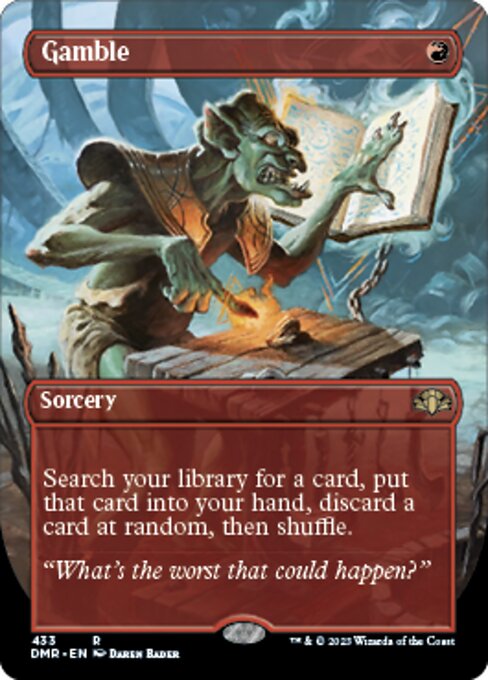 Gamble
Sorcery
Search your library for a card, put
that card into your hand, discard a
card at random, then shuffle.
“What’s the worst that could happen?”
433 R
™ & © 2023 Wizards of the Coast
DMR • EN Daren Bader